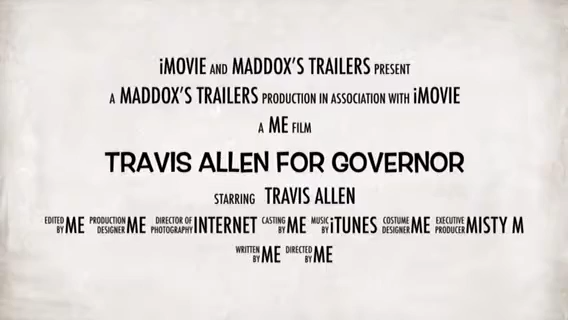 iMOVIE AND MADDOX'S TRAILERS PRESENT
A MADDOX'S TRAILERS PRODUCTION IN ASSOCIATION WITH iMOVIE
A ME FILM
TRAVIS ALLEN FOR GOVERNOR
STARRING TRAVIS ALLEN
EDITED BY ME PRODUCTION DESIGNER ME DIRECTOR OF PHOTOGRAPHY INTERNET CASTING BY ME MUSIC BY iTUNES COSTUME DESIGNER ME EXECUTIVE PRODUCER MISTY M
WRITTEN BY ME DIRECTED BY ME